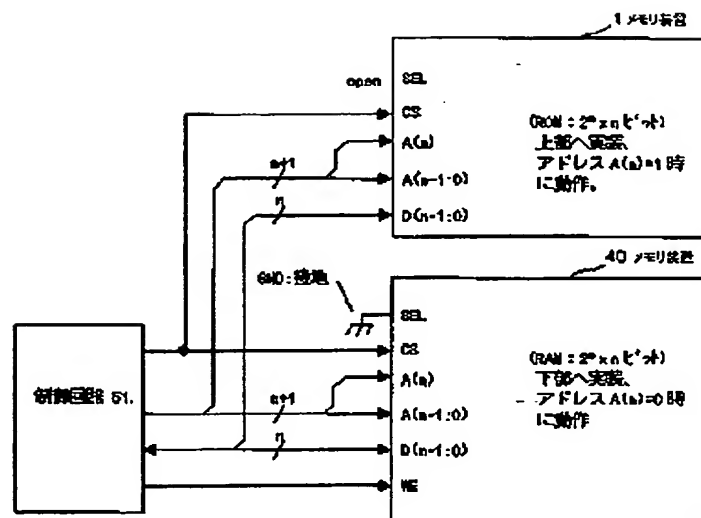 1 メモリ装置
open
SEL
CS
A(m)
A(m-1:0)
D(n-1:0)
(ROM : 2^m x n ビット)
上部へ実装、
アドレス A(m)=1 時
に動作。
m+1
n
40 メモリ装置
GND : 接地
SEL
CS
A(m)
A(m-1:0)
D(n-1:0)
WE
(RAM : 2^m x n ビット)
下部へ実装、
アドレス A(m)=0 時
に動作
制御回路 51.
m+1
n